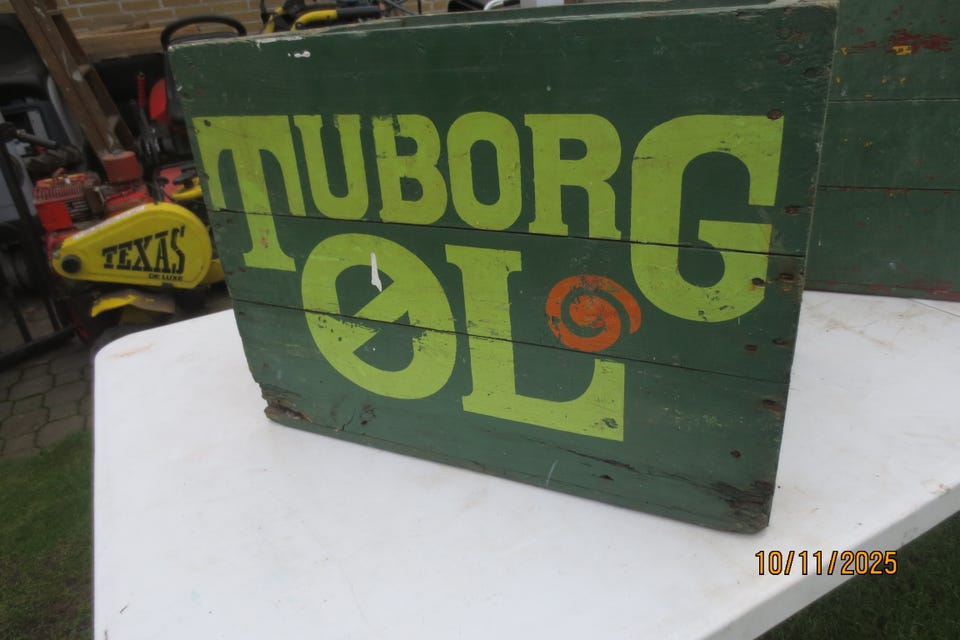 TUBORG
ØL
TEXAS
DE LUXE
10/11/2025